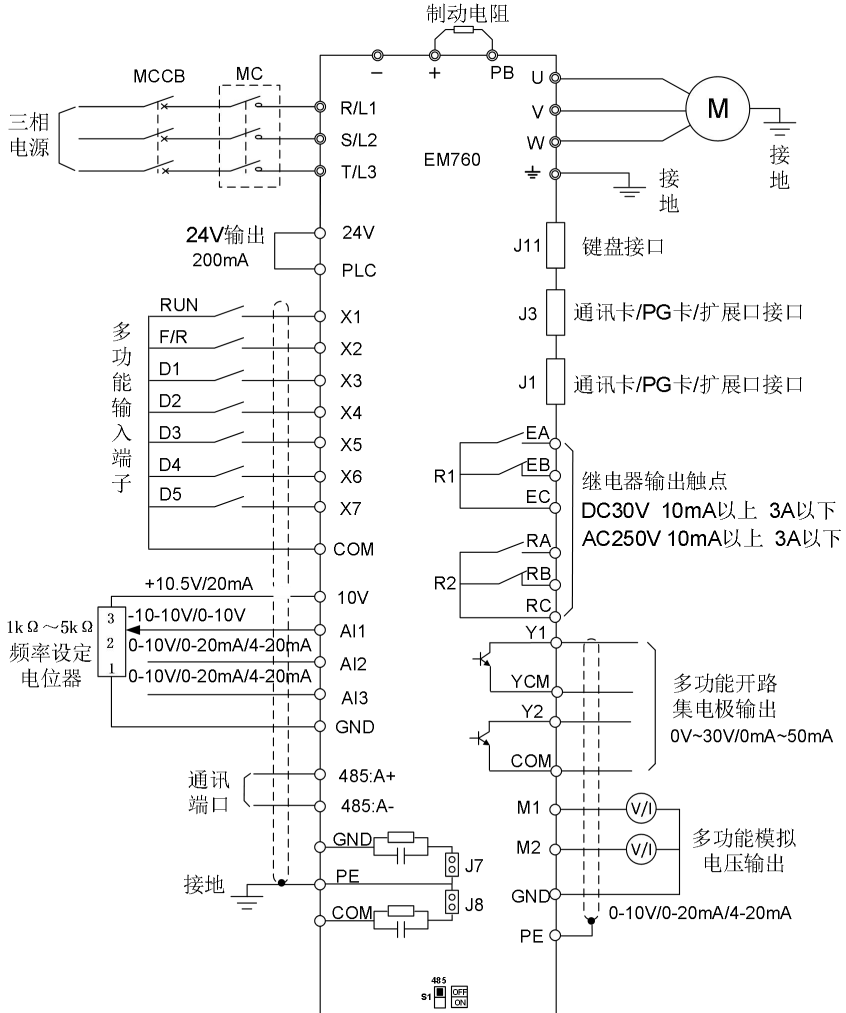 制动电阻
−
+
PB
MCCB
MC
三相
电源
R/L1
S/L2
T/L3
EM760
U
V
W
M
接
地
接
地
24V输出
200mA
24V
PLC
J11
键盘接口
J3
通讯卡/PG卡/扩展口接口
J1
通讯卡/PG卡/扩展口接口
多
功
能
输
入
端
子
RUN
X1
F/R
X2
D1
X3
D2
X4
D3
X5
D4
X6
D5
X7
COM
R1
EA
EB
EC
R2
RA
RB
RC
继电器输出触点
DC30V 10mA以上 3A以下
AC250V 10mA以上 3A以下
+10.5V/20mA
10V
1kΩ～5kΩ
频率设定
电位器
3
2
1
-10-10V/0-10V
AI1
0-10V/0-20mA/4-20mA
AI2
0-10V/0-20mA/4-20mA
AI3
GND
Y1
YCM
Y2
COM
多功能开路
集电极输出
0V~30V/0mA~50mA
通讯
端口
485:A+
485:A-
M1
V/I
M2
V/I
GND
多功能模拟
电压输出
0-10V/0-20mA/4-20mA
PE
GND
J7
接地
PE
J8
COM
485
S1
OFF
ON